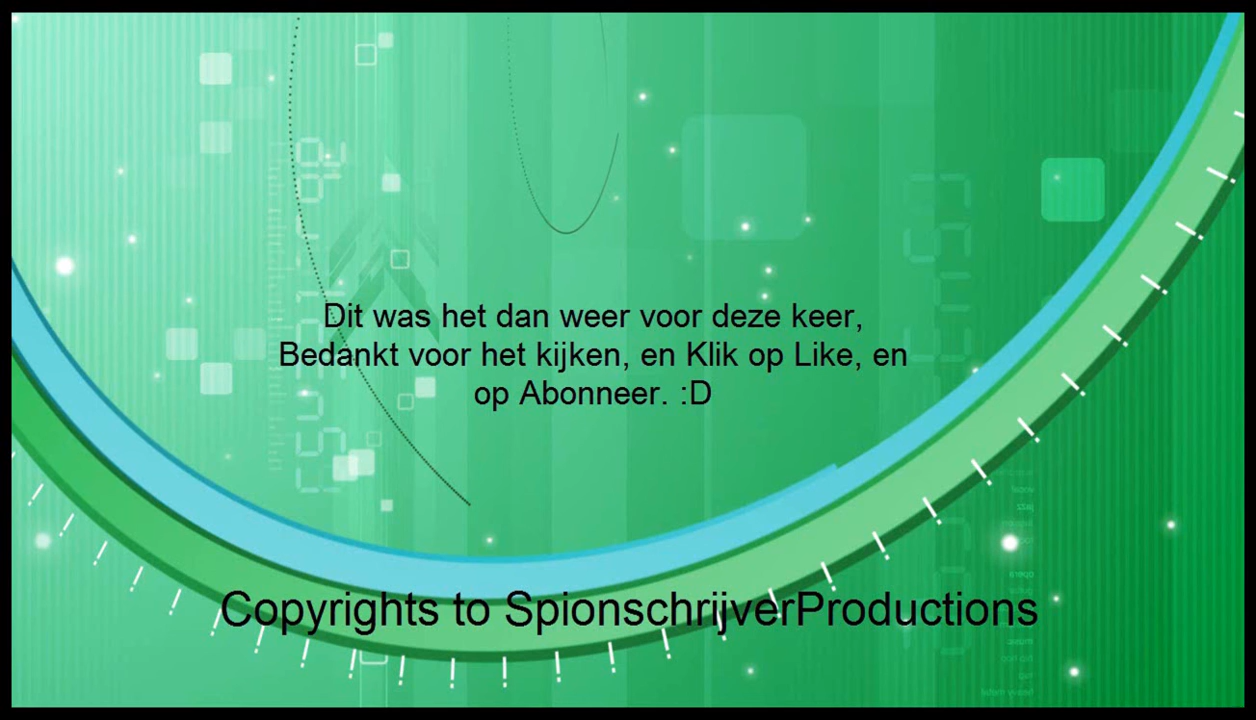 Dit was het dan weer voor deze keer,
Bedankt voor het kijken, en Klik op Like, en
op Abonneer. :D
opera
Copyrights to SpionschrijverProductions